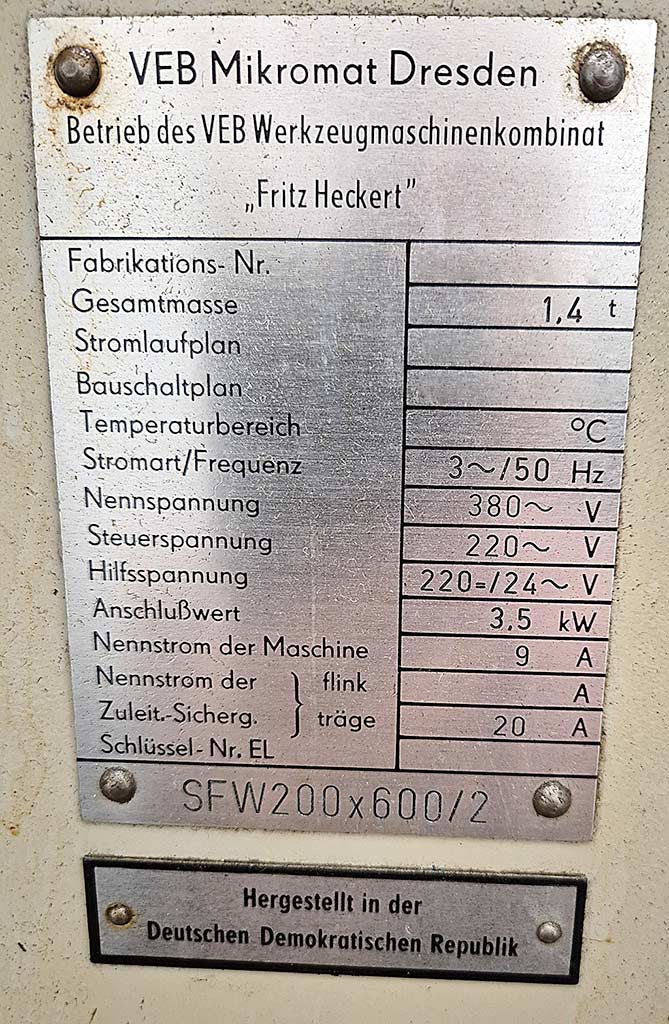 VEB Mikromat Dresden
Betrieb des VEB Werkzeugmaschinenkombinat
„Fritz Heckert"
Fabrikations- Nr.
Gesamtmasse 1,4 t
Stromlaufplan
Bauschaltplan
Temperaturbereich °C
Stromart/Frequenz 3~/50 Hz
Nennspannung 380~ V
Steuerspannung 220~ V
Hilfsspannung 220=/24~ V
Anschlußwert 3,5 kW
Nennstrom der Maschine 9 A
Nennstrom der } flink A
Zuleit.-Sicherg. träge 20 A
Schlüssel-Nr. EL
SFW200x600/2
Hergestellt in der
Deutschen Demokratischen Republik